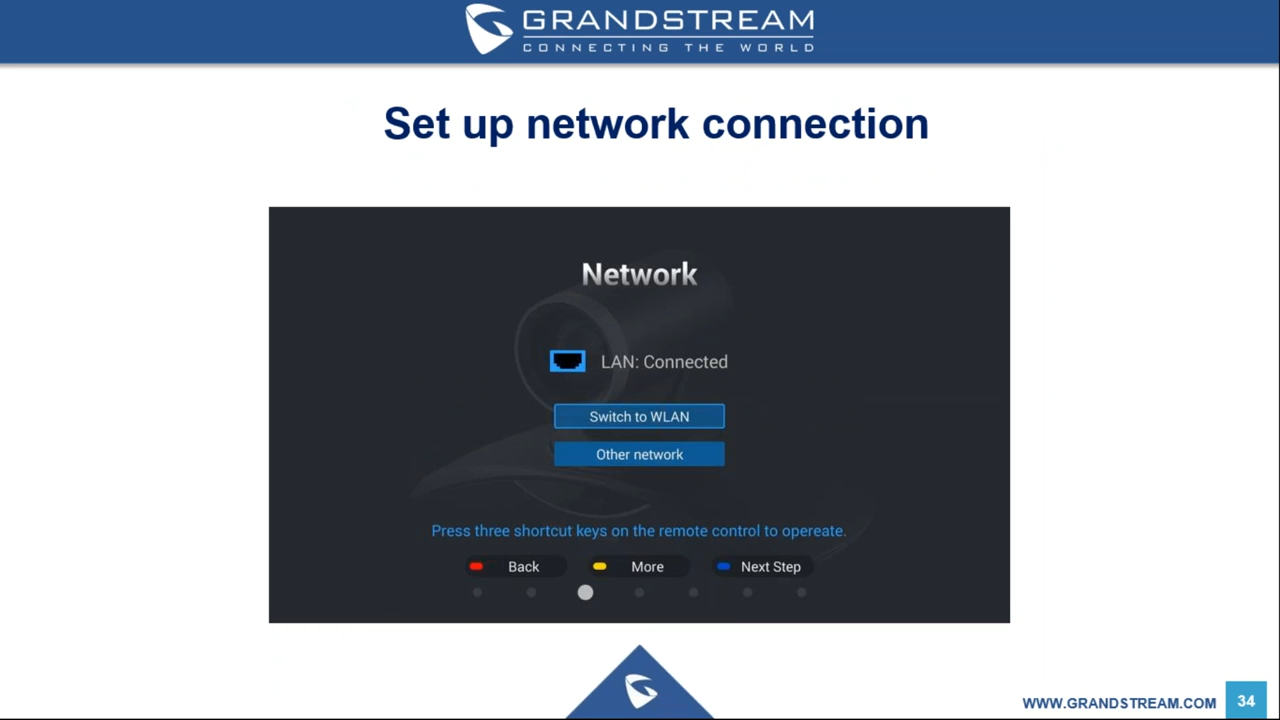 GRANDSTREAM
CONNECTING THE WORLD
Set up network connection
Network
LAN: Connected
Switch to WLAN
Other network
Press three shortcut keys on the remote control to opereate.
Back More Next Step
WWW.GRANDSTREAM.COM 34